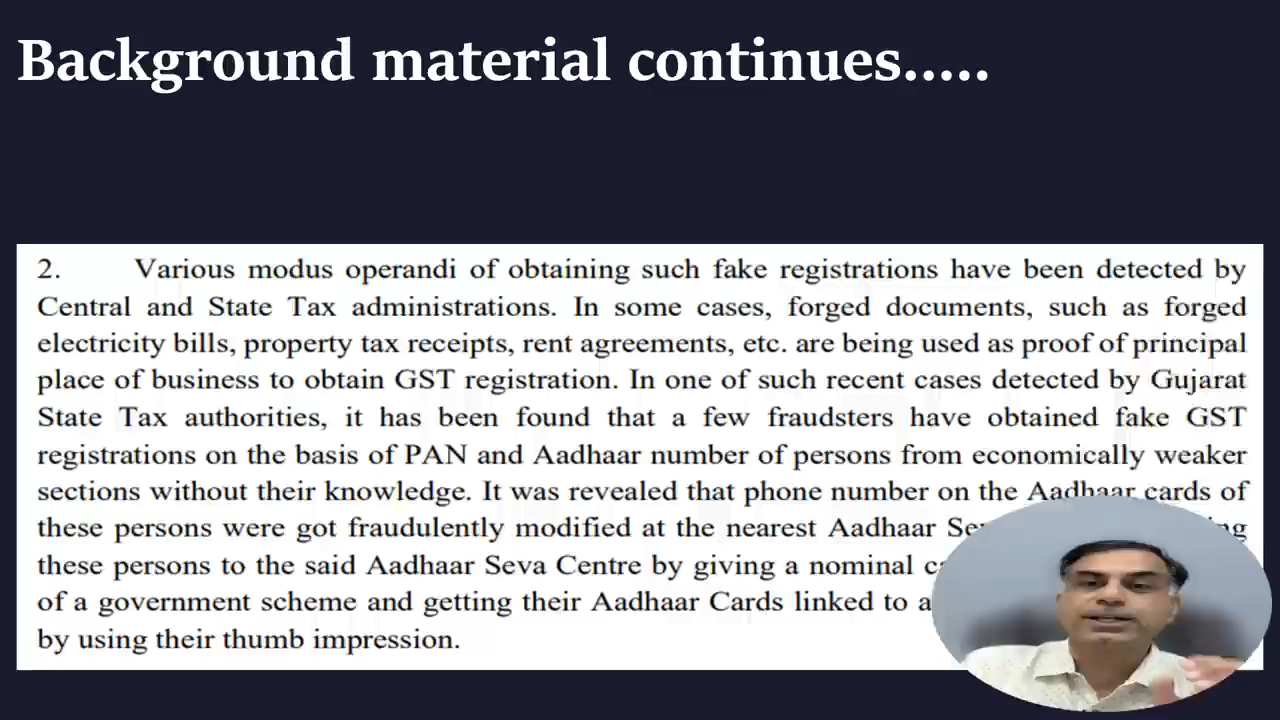 Background material continues.....
2. Various modus operandi of obtaining such fake registrations have been detected by
Central and State Tax administrations. In some cases, forged documents, such as forged
electricity bills, property tax receipts, rent agreements, etc. are being used as proof of principal
place of business to obtain GST registration. In one of such recent cases detected by Gujarat
State Tax authorities, it has been found that a few fraudsters have obtained fake GST
registrations on the basis of PAN and Aadhaar number of persons from economically weaker
sections without their knowledge. It was revealed that phone number on the Aadhaar cards of
these persons were got fraudulently modified at the nearest Aadhaar
these persons to the said Aadhaar Seva Centre by giving a nominal
of a government scheme and getting their Aadhaar Cards linked to a
by using their thumb impression.